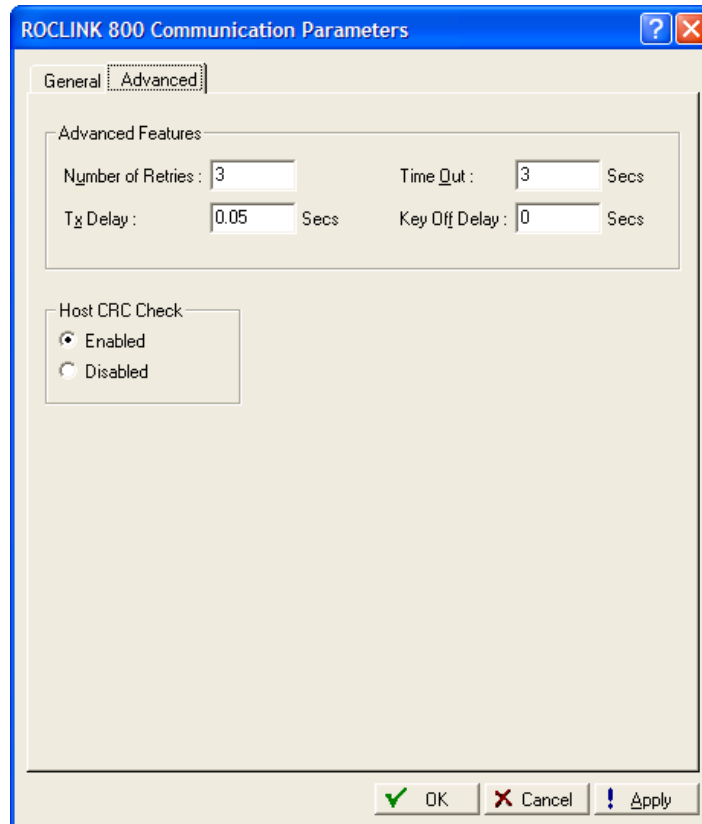 ROCLINK 800 Communication Parameters
General Advanced
Advanced Features
Number of Retries : 3 Time Out : 3 Secs
Tx Delay : 0.05 Secs Key Off Delay : 0 Secs
Host CRC Check
Enabled
Disabled
OK Cancel Apply